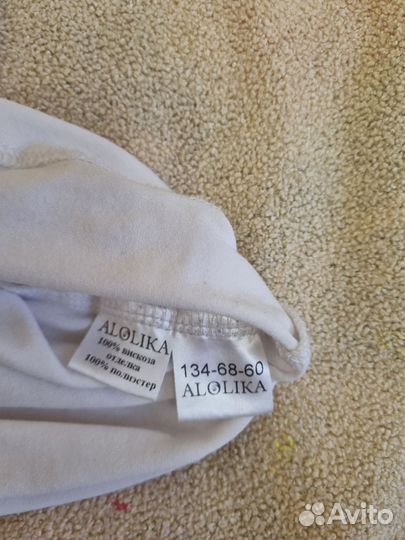 ALOLIKA
100% вискоза
отделка
100% полиэстер
134-68-60
ALOLIKA
Avito